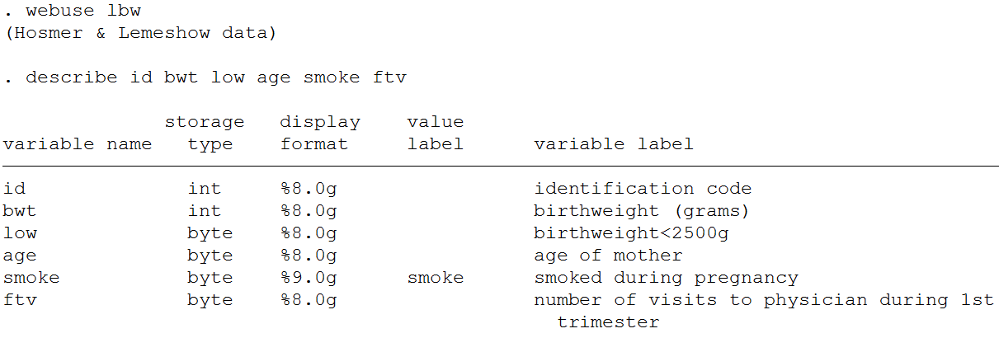 . webuse lbw
(Hosmer & Lemeshow data)
. describe id bwt low age smoke ftv
              storage   display    value
variable name   type    format     label      variable label
id              int     %8.0g                 identification code
bwt             int     %8.0g                 birthweight (grams)
low             byte    %8.0g                 birthweight<2500g
age             byte    %8.0g                 age of mother
smoke           byte    %9.0g      smoke      smoked during pregnancy
ftv             byte    %8.0g                 number of visits to physician during 1st
                                                trimester